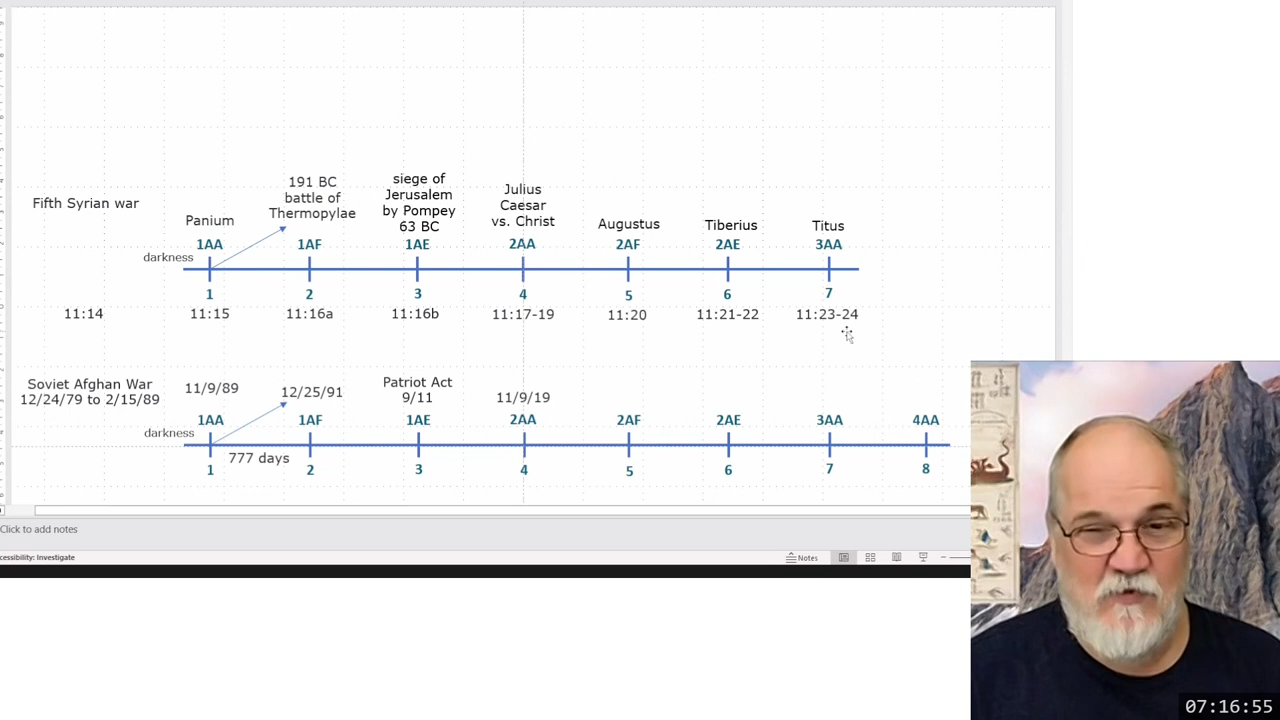 191 BC
battle of
Thermopylae
siege of
Jerusalem
by Pompey
63 BC
Julius
Caesar
vs. Christ
Fifth Syrian war
Panium
Augustus
Tiberius
Titus
1AA
1AF
1AE
2AA
2AF
2AE
3AA
darkness
1 2 3 4 5 6 7
11:14 11:15 11:16a 11:16b 11:17-19 11:20 11:21-22 11:23-24
Soviet Afghan War
12/24/79 to 2/15/89
11/9/89
12/25/91
Patriot Act
9/11
11/9/19
1AA 1AF 1AE 2AA 2AF 2AE 3AA 4AA
darkness
777 days
1 2 3 4 5 6 7 8
Click to add notes
ccessibility: Investigate
Notes
07:16:55